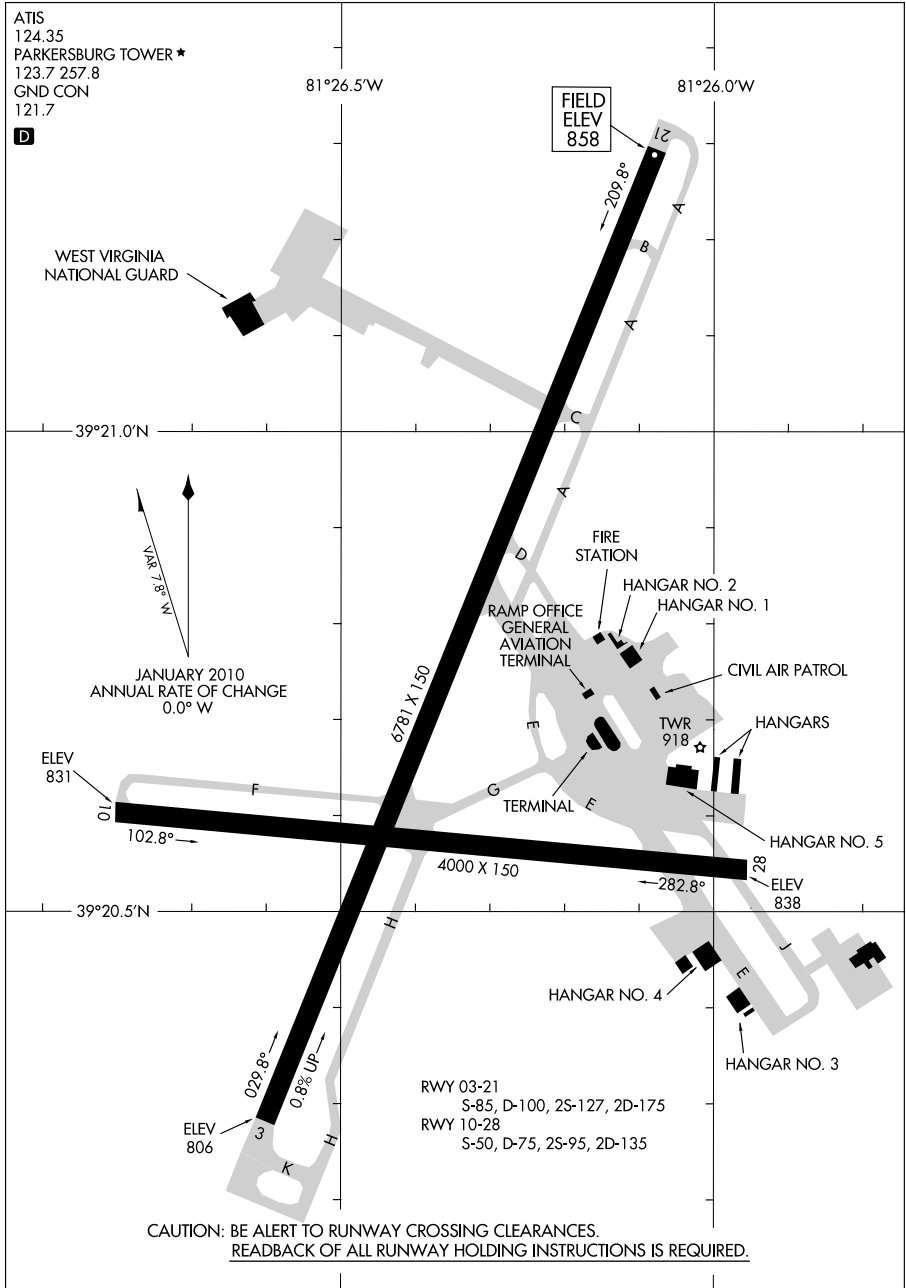 ATIS
124.35
PARKERSBURG TOWER ★
123.7 257.8
GND CON
121.7
D
81°26.5'W
81°26.0'W
FIELD
ELEV
858
21
209.8°
A
B
WEST VIRGINIA
NATIONAL GUARD
A
C
39°21.0'N
A
VAR 7.8° W
JANUARY 2010
ANNUAL RATE OF CHANGE
0.0° W
D
FIRE
STATION
HANGAR NO. 2
HANGAR NO. 1
RAMP OFFICE
GENERAL
AVIATION
TERMINAL
CIVIL AIR PATROL
6781 X 150
E
TWR
918
HANGARS
ELEV
831
F
G
TERMINAL
E
10
102.8°
HANGAR NO. 5
4000 X 150
28
282.8°
ELEV
838
39°20.5'N
H
J
E
HANGAR NO. 4
HANGAR NO. 3
029.8°
0.8% UP
RWY 03-21
S-85, D-100, 2S-127, 2D-175
RWY 10-28
S-50, D-75, 2S-95, 2D-135
ELEV
806
3
H
K
CAUTION: BE ALERT TO RUNWAY CROSSING CLEARANCES.
READBACK OF ALL RUNWAY HOLDING INSTRUCTIONS IS REQUIRED.